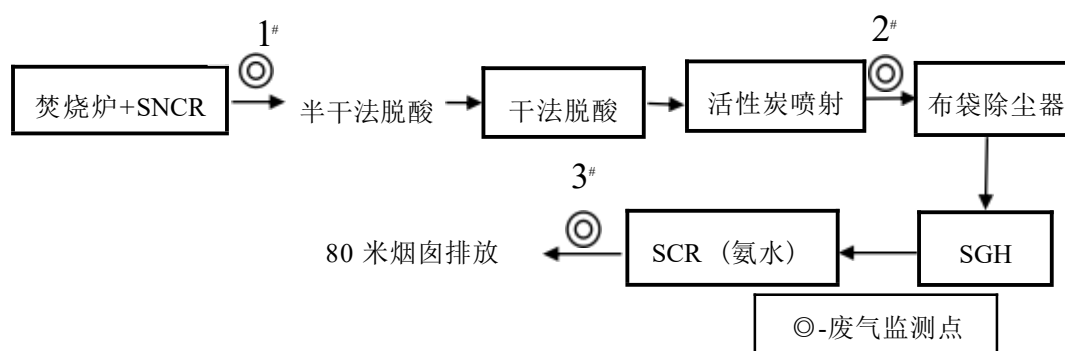 1#
2#
焚烧炉+SNCR
半干法脱酸
干法脱酸
活性炭喷射
布袋除尘器
3#
80 米烟囱排放
SCR（氨水）
SGH
◎-废气监测点